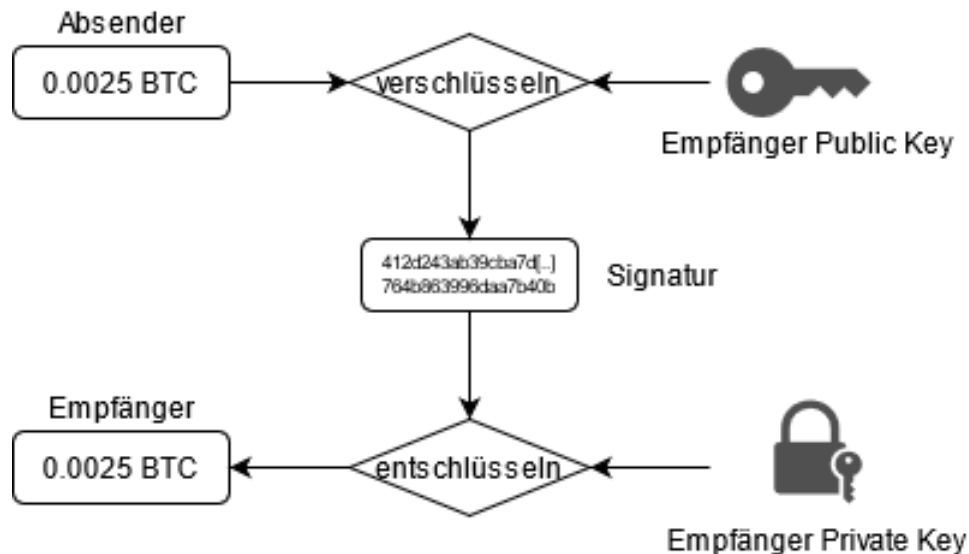 Absender
0.0025 BTC
verschlüsseln
Empfänger Public Key
412d243ab39cba7d[..]
764b863996daa7b40b
Signatur
Empfänger
0.0025 BTC
entschlüsseln
Empfänger Private Key